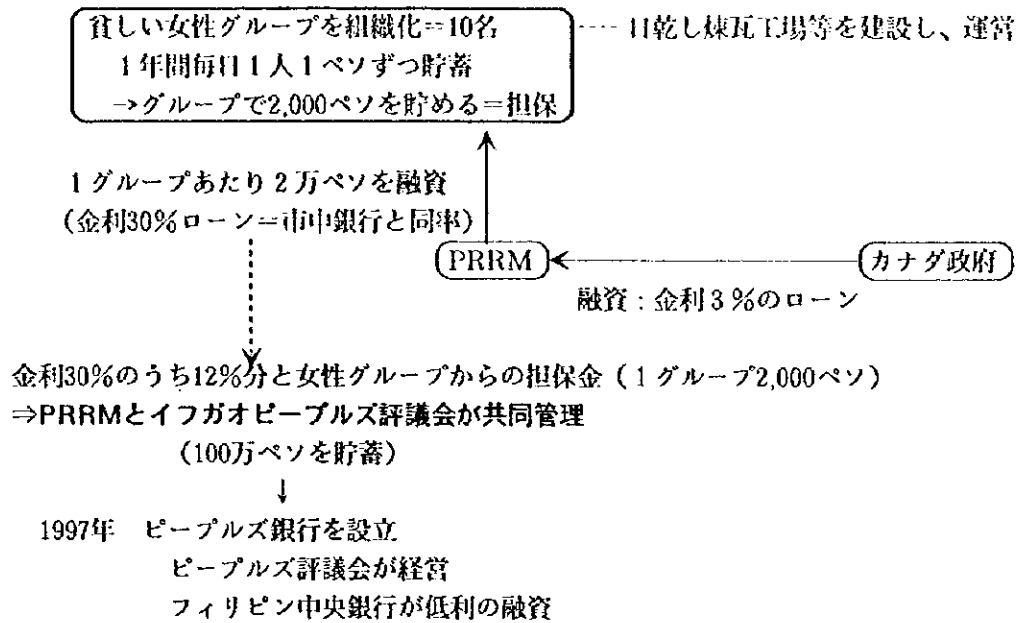 貧しい女性グループを組織化=10名 ‥‥ 日乾し煉瓦工場等を建設し、運営
1年間毎日1人1ペソずつ貯蓄
→グループで2,000ペソを貯める=担保
1グループあたり2万ペソを融資
(金利30%ローン=市中銀行と同率)
PRRM カナダ政府
融資:金利3%のローン
金利30%のうち12%分と女性グループからの担保金(1グループ2,000ペソ)
⇒PRRMとイフガオピープルズ評議会が共同管理
(100万ペソを貯蓄)
↓
1997年 ピープルズ銀行を設立
ピープルズ評議会が経営
フィリピン中央銀行が低利の融資